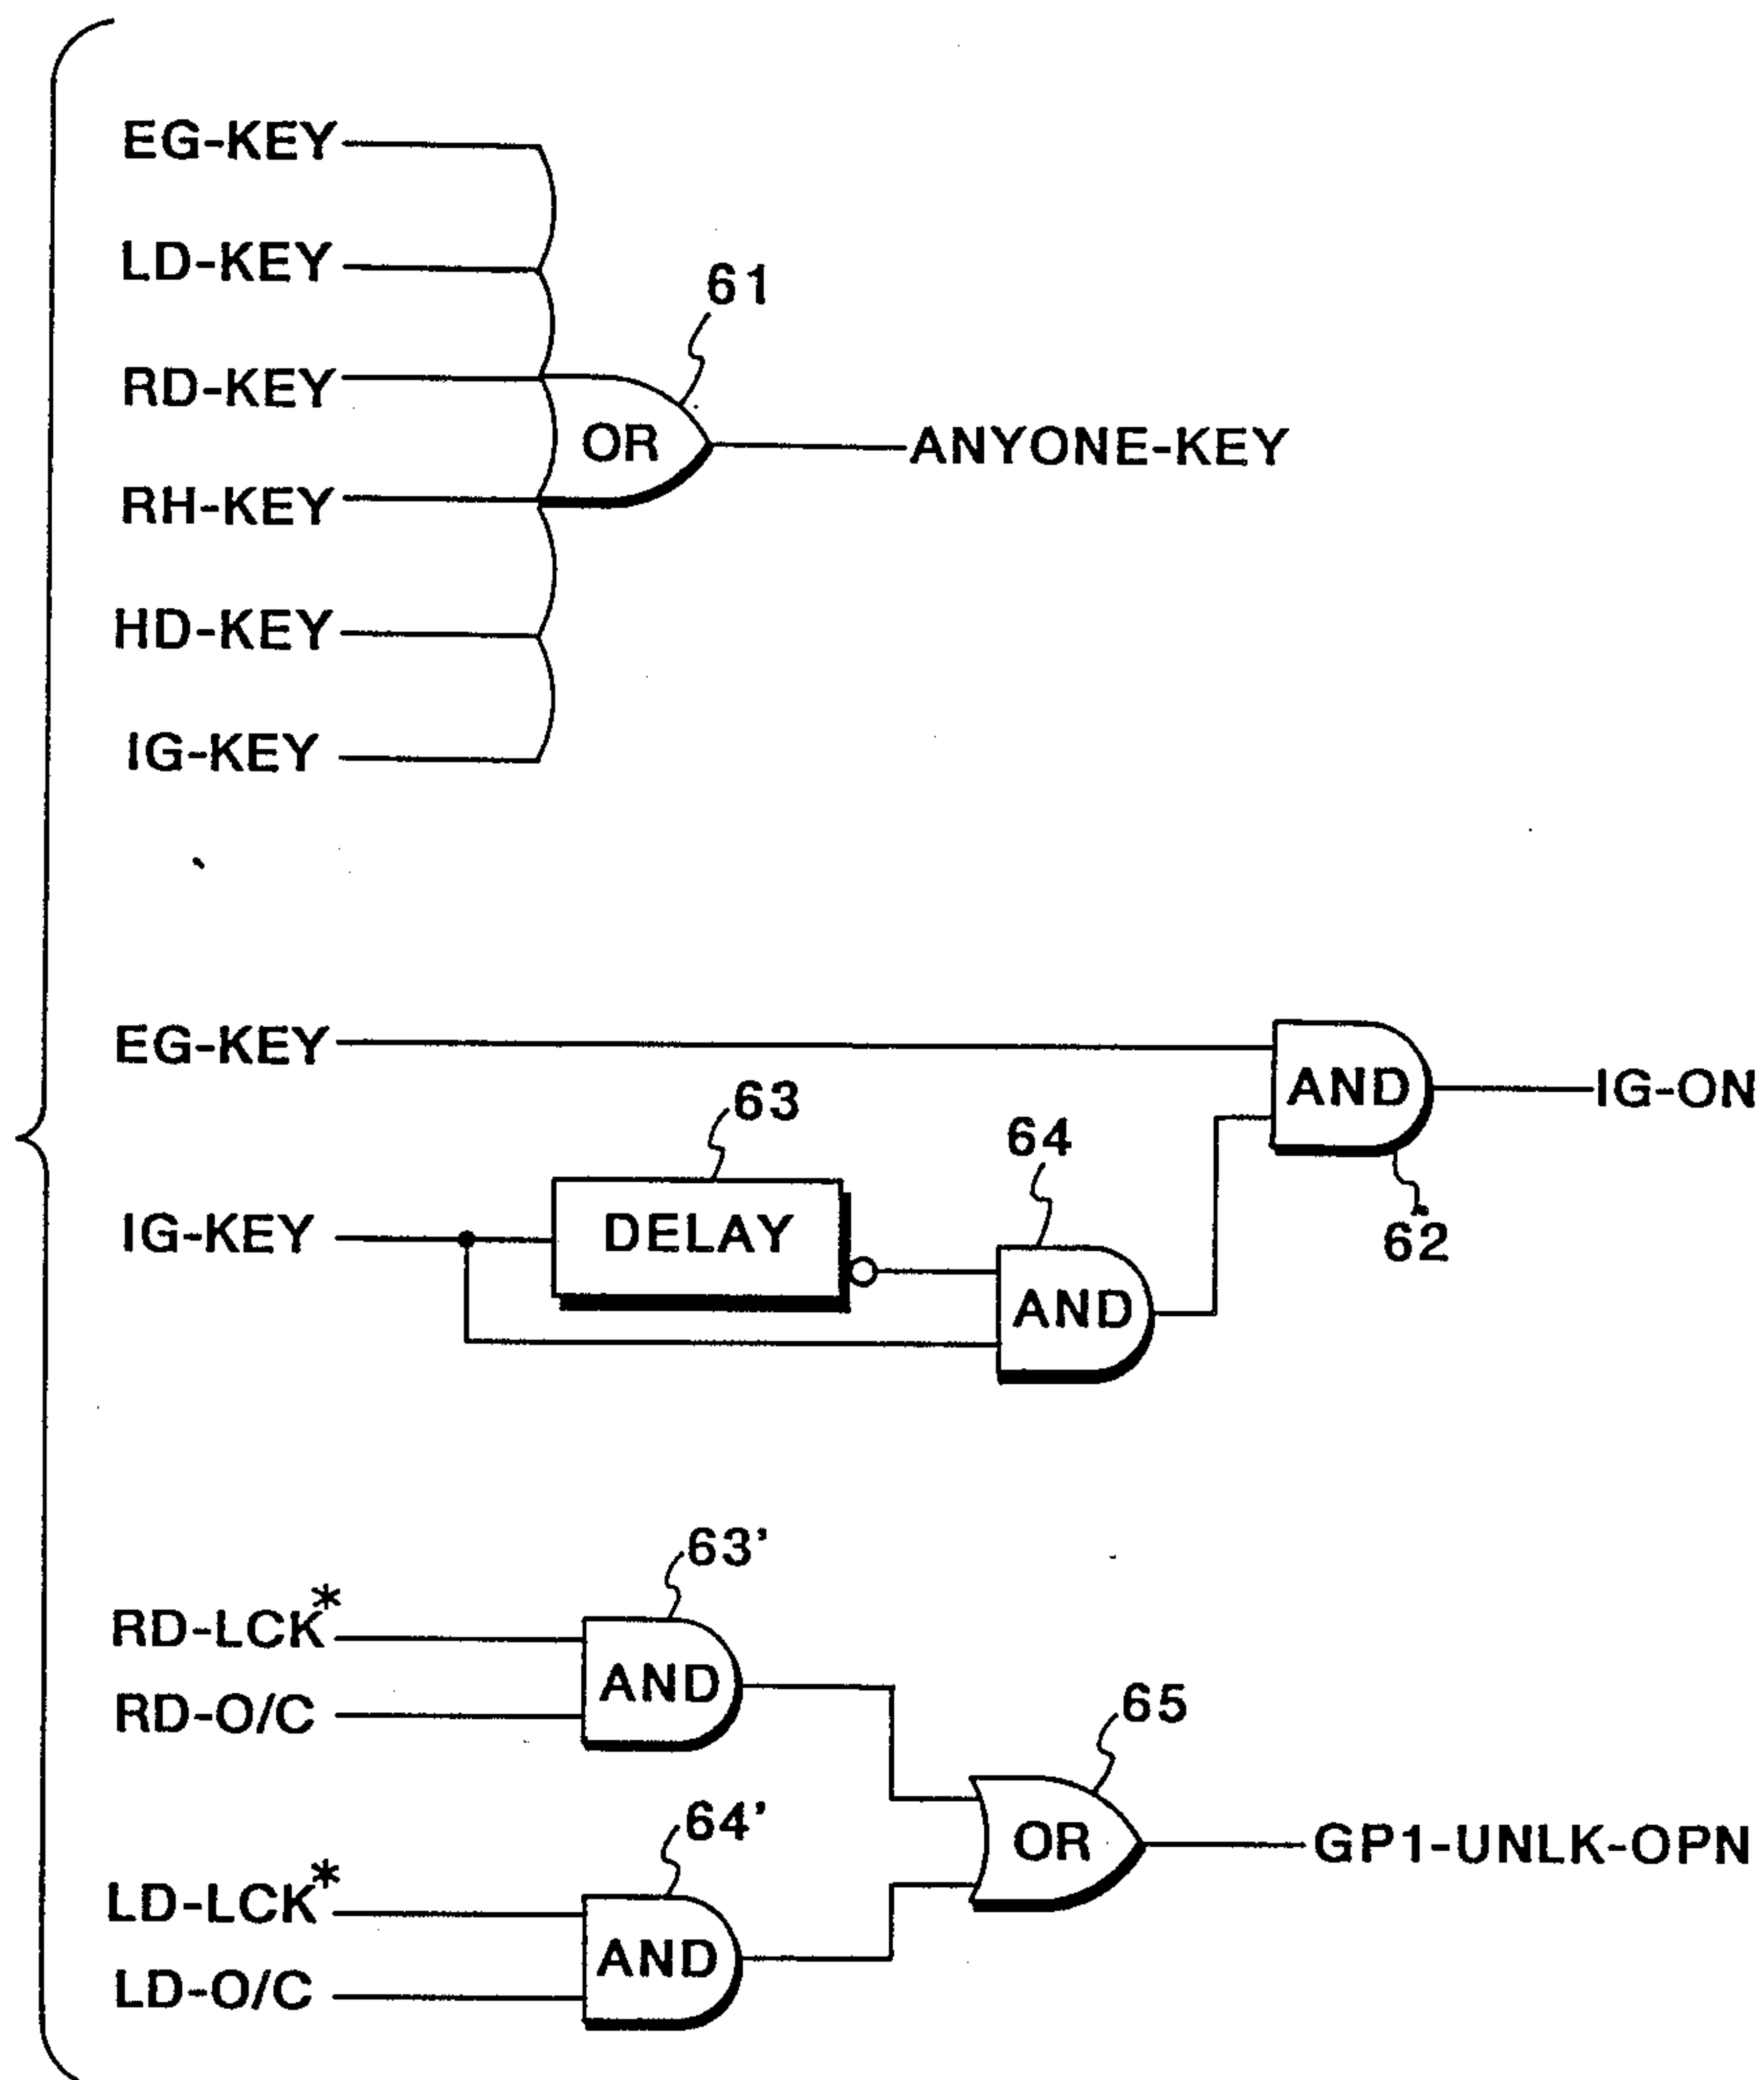 EG-KEY
LD-KEY
61
RD-KEY
OR
ANYONE-KEY
RH-KEY
HD-KEY
IG-KEY
EG-KEY
AND
IG-ON
63
64
62
IG-KEY
DELAY
AND
63'
RD-LCK*
AND
RD-O/C
65
64'
OR
GP1-UNLK-OPN
LD-LCK*
AND
LD-O/C